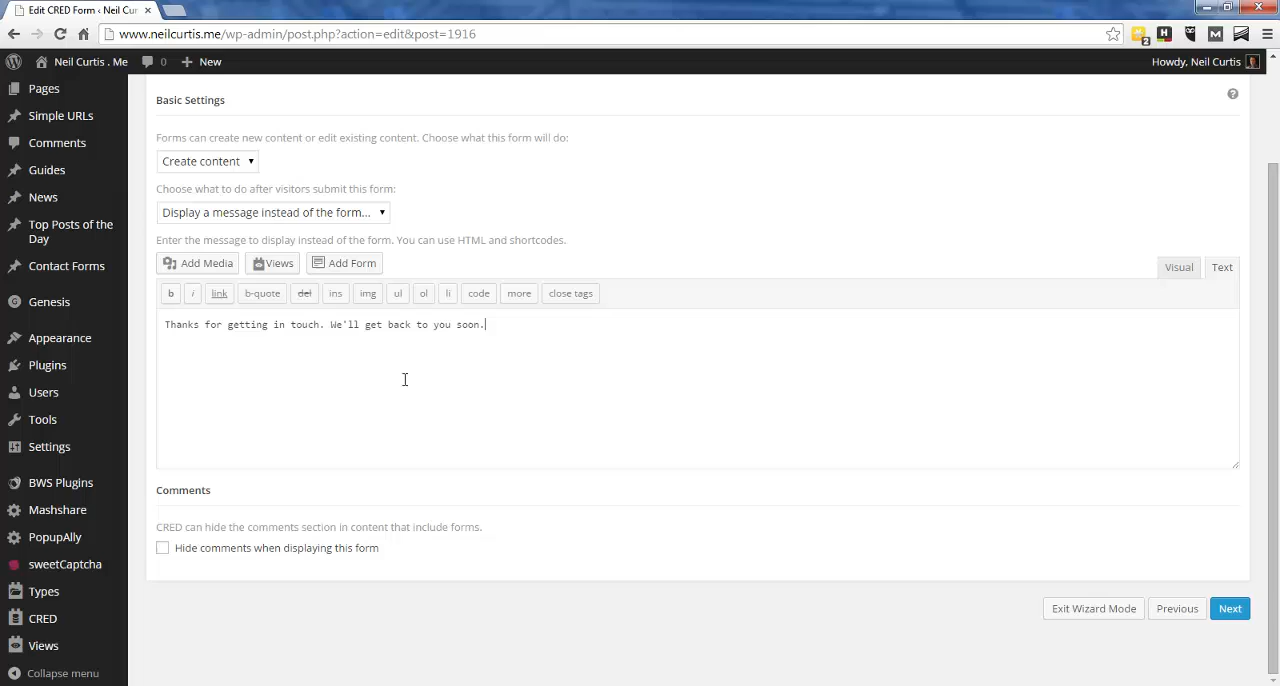 Edit CRED Form ‹ Neil Cur
www.neilcurtis.me/wp-admin/post.php?action=edit&post=1916
2
H
M
Neil Curtis . Me
0
New
Howdy, Neil Curtis
Pages
Simple URLs
Comments
Guides
News
Top Posts of the
Day
Contact Forms
Genesis
Appearance
Plugins
Users
Tools
Settings
BWS Plugins
Mashshare
PopupAlly
sweetCaptcha
Types
CRED
Views
Collapse menu
Basic Settings
Forms can create new content or edit existing content. Choose what this form will do:
Create content
Choose what to do after visitors submit this form:
Display a message instead of the form...
Enter the message to display instead of the form. You can use HTML and shortcodes.
Add Media Views Add Form
Visual Text
b i link b-quote del ins img ul ol li code more close tags
Thanks for getting in touch. We'll get back to you soon.
Comments
CRED can hide the comments section in content that include forms.
Hide comments when displaying this form
Exit Wizard Mode Previous Next